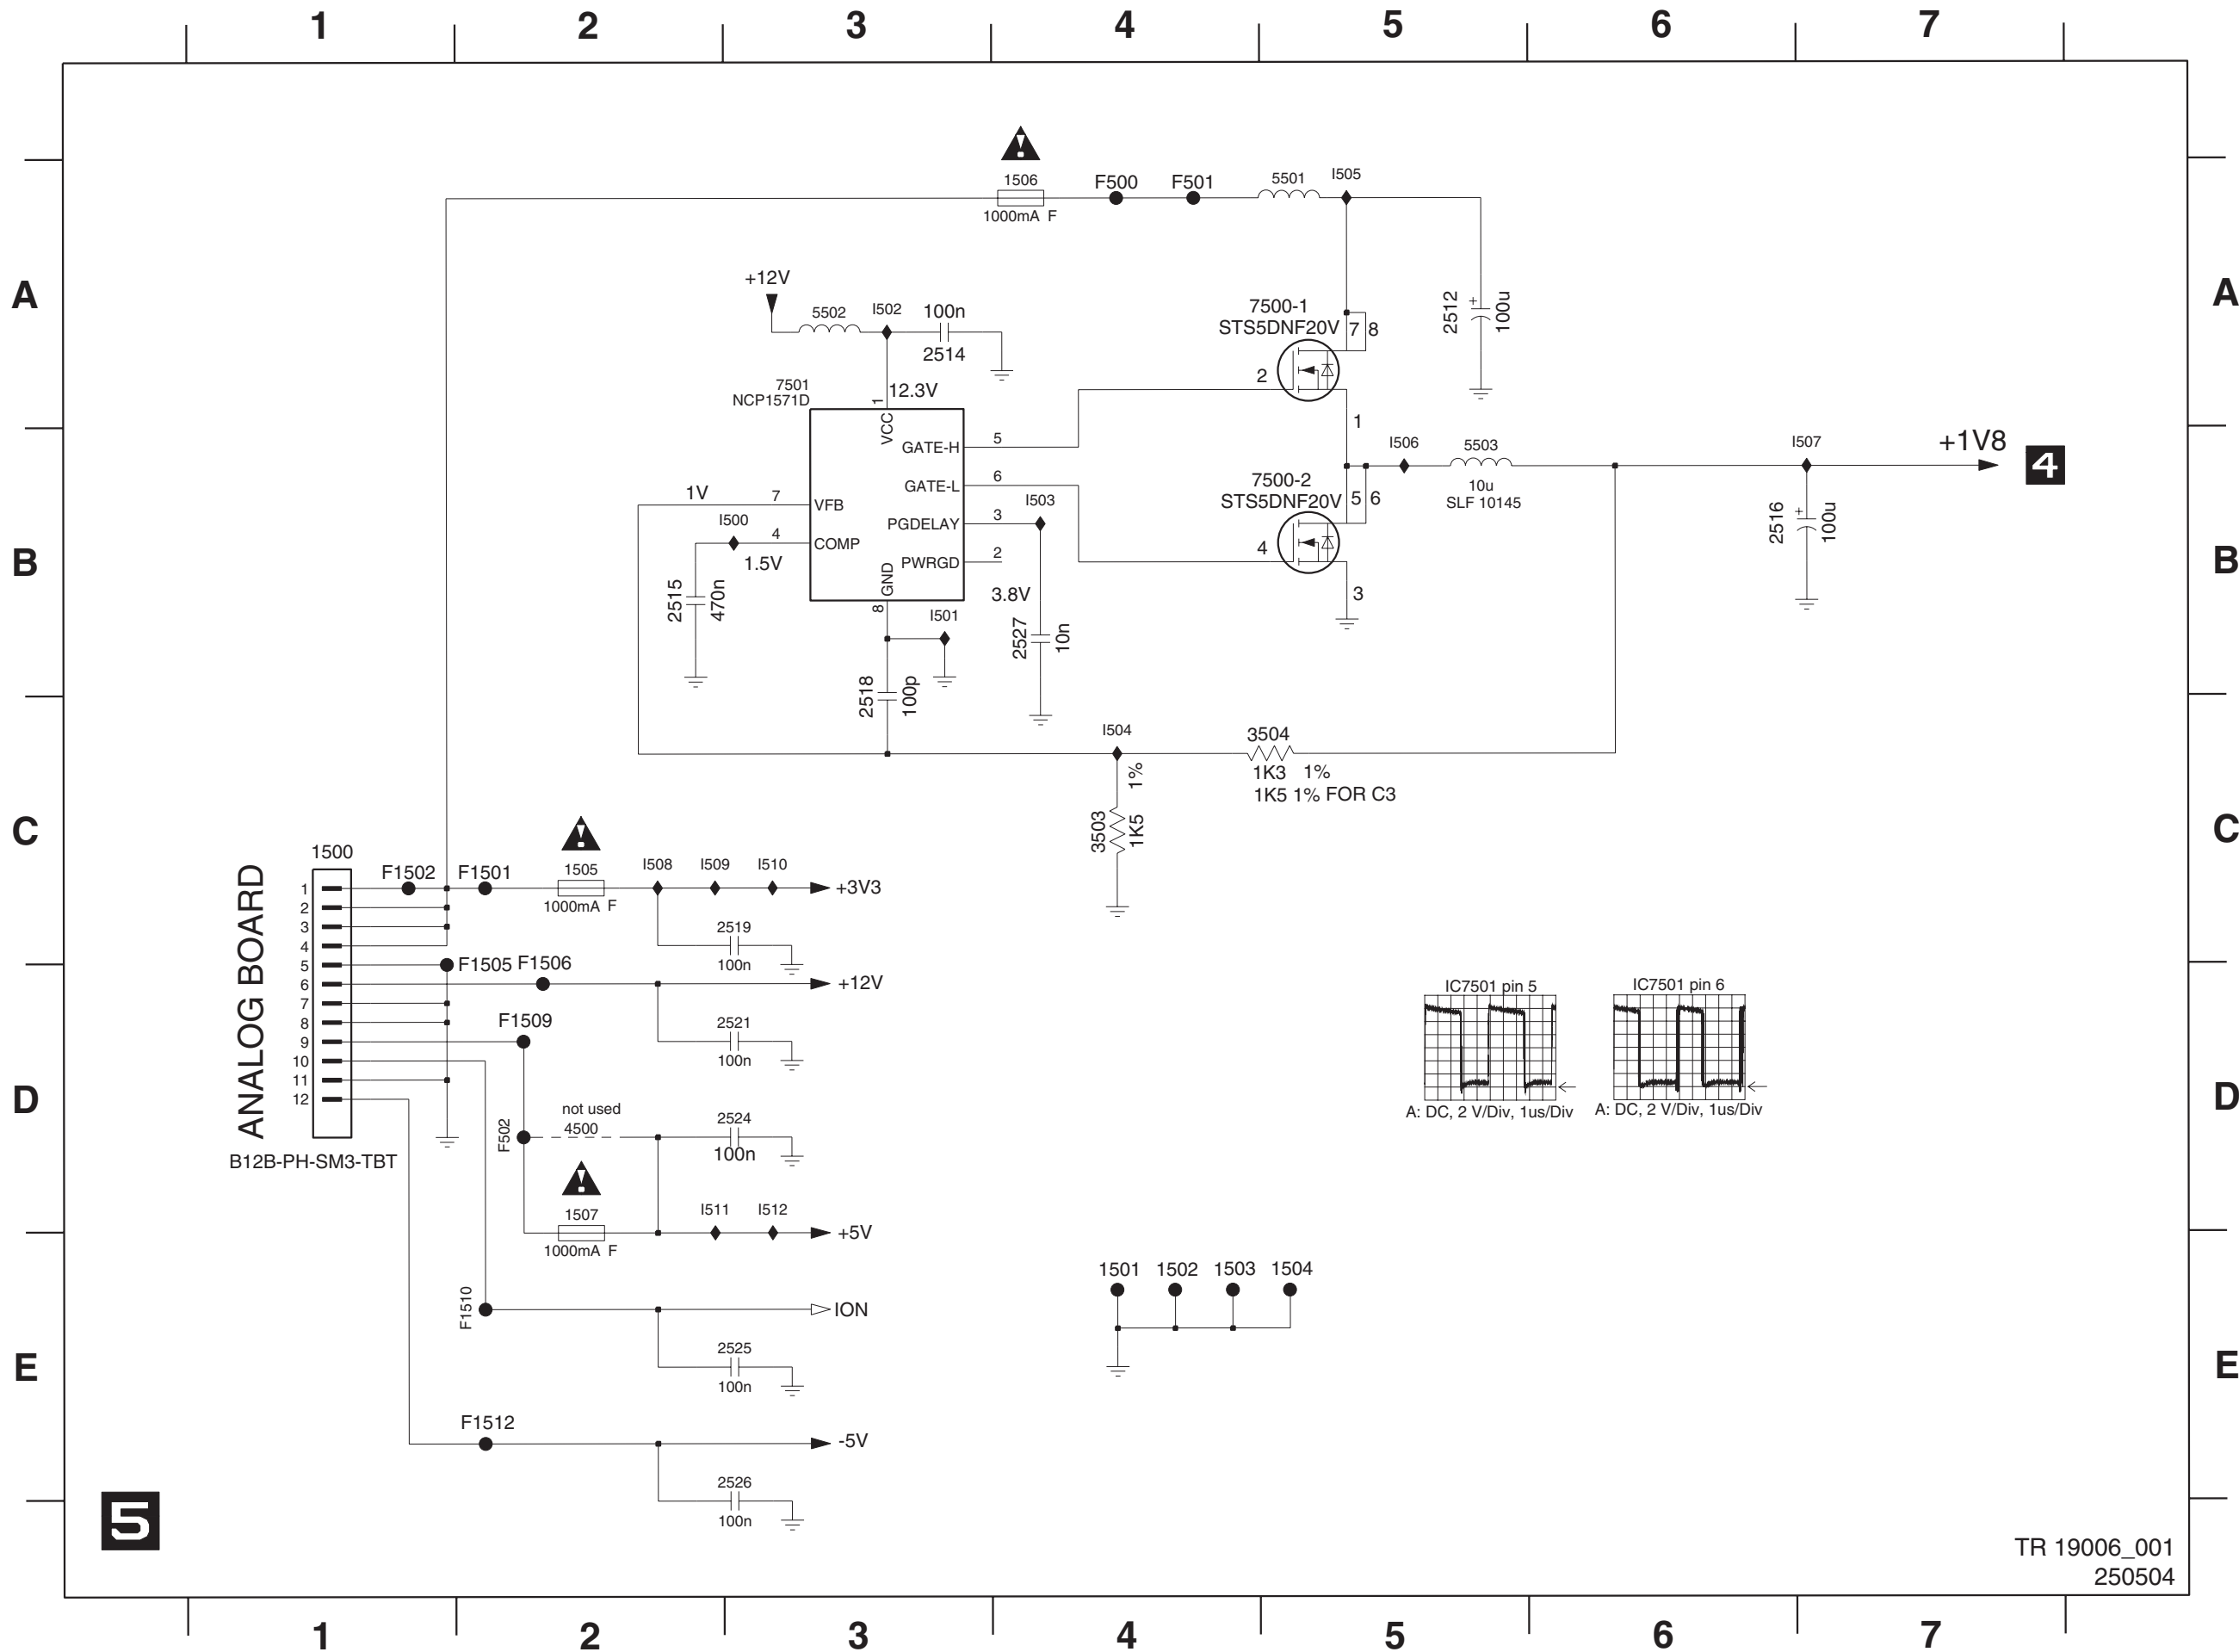 1 2 3 4 5 6 7
1506
F500
F501
5501
I505
1000mA F
A
A
+12V
5502
I502
100n
2514
7500-1
STS5DNF20V
7 8
2512
+
100u
7501
NCP1571D
1
12.3V
2
1
VCC
GATE-H
5
GATE-L
6
I506
5503
I507
+1V8
4
10u
SLF 10145
7500-2
STS5DNF20V
5 6
1V
7
VFB
I503
PGDELAY
3
I500
4
COMP
1.5V
PWRGD
2
4
2516
+
100u
B
B
2515
470n
GND
8
3.8V
3
I501
2527
10n
2518
100p
I504
3504
1%
1K3 1%
1K5 1% FOR C3
3503
1K5
C
C
1500
F1502
F1501
1505
I508
I509
I510
1
+3V3
2
1000mA F
3
2519
4
100n
5
F1505
F1506
6
+12V
7
8
F1509
2521
9
100n
10
11
12
ANALOG BOARD
B12B-PH-SM3-TBT
IC7501 pin 5
A: DC, 2 V/Div, 1us/Div
IC7501 pin 6
A: DC, 2 V/Div, 1us/Div
D
D
not used
4500
F502
2524
100n
1507
1000mA F
I511
I512
+5V
1501
1502
1503
1504
F1510
ION
2525
100n
E
E
F1512
-5V
2526
100n
5
TR 19006_001
250504
1 2 3 4 5 6 7